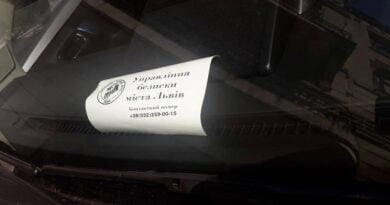 Управління
безпеки
міста Львів
Контактний номер
+38(032)259-00-15